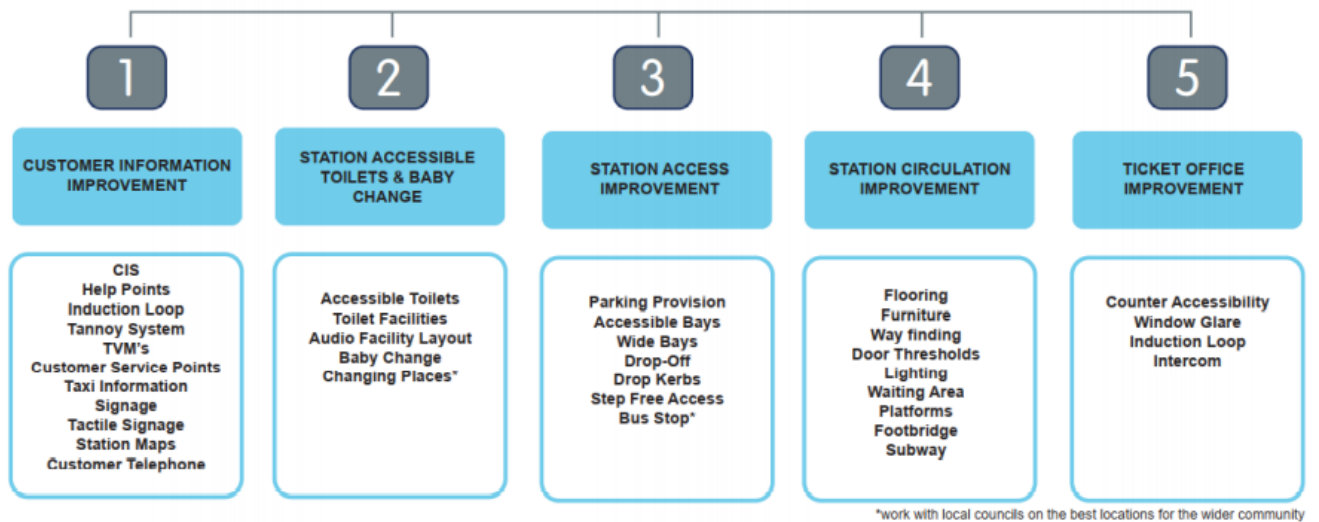 1
2
3
4
5
CUSTOMER INFORMATION
IMPROVEMENT
STATION ACCESSIBLE
TOILETS & BABY
CHANGE
STATION ACCESS
IMPROVEMENT
STATION CIRCULATION
IMPROVEMENT
TICKET OFFICE
IMPROVEMENT
CIS
Help Points
Induction Loop
Tannoy System
TVM's
Customer Service Points
Taxi Information
Signage
Tactile Signage
Station Maps
Customer Telephone
Accessible Toilets
Toilet Facilities
Audio Facility Layout
Baby Change
Changing Places*
Parking Provision
Accessible Bays
Wide Bays
Drop-Off
Drop Kerbs
Step Free Access
Bus Stop*
Flooring
Furniture
Way finding
Door Thresholds
Lighting
Waiting Area
Platforms
Footbridge
Subway
Counter Accessibility
Window Glare
Induction Loop
Intercom
*work with local councils on the best locations for the wider community